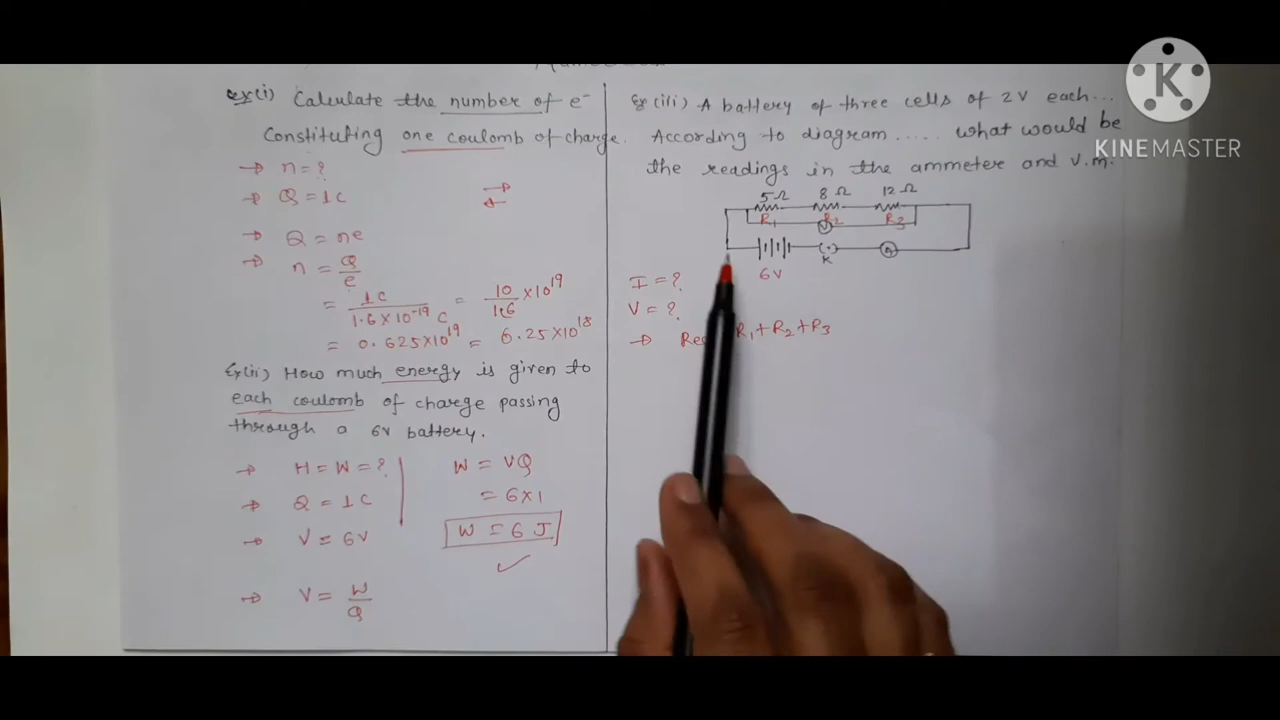 Ex(i) Calculate the number of e⁻
Constituting one coulomb of charge.
→ n = ?
→ Q = 1C
→ Q = ne
→ n = Q/e
= 1C / 1.6 × 10⁻¹⁹ C = 10/1.6 × 10¹⁹
= 0.625 × 10¹⁹ = 6.25 × 10¹⁸
Ex(ii) How much energy is given to
each coulomb of charge passing
through a 6V battery.
→ H = W = ?
→ Q = 1C
→ V = 6V
→ V = W/Q
W = VQ
= 6×1
W = 6 J
Ex(iii) A battery of three cells of 2V each...
According to diagram ..... what would be
the readings in the ammeter and V.m.
5Ω 8Ω 12Ω
R₁ R₂ R₃
V
K A
6V
I = ?
V = ?
→ R₁+R₂+R₃
K
KINEMASTER